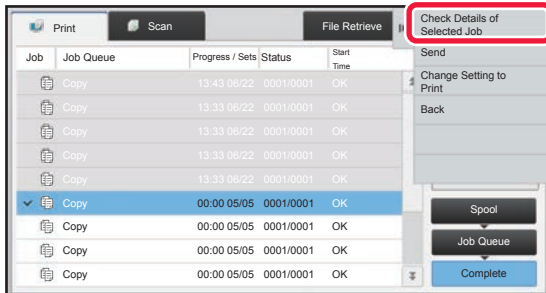 Print
Scan
File Retrieve
Check Details of
Selected Job
Send
Change Setting to
Print
Back
Job
Job Queue
Progress / Sets
Status
Start
Time
Copy 13:43 06/22 0001/0001 OK
Copy 13:33 06/22 0001/0001 OK
Copy 13:33 06/22 0001/0001 OK
Copy 13:33 06/22 0001/0001 OK
Copy 13:33 06/22 0001/0001 OK
Copy 00:00 05/05 0001/0001 OK
Copy 00:00 05/05 0001/0001 OK
Copy 00:00 05/05 0001/0001 OK
Copy 00:00 05/05 0001/0001 OK
Spool
Job Queue
Complete